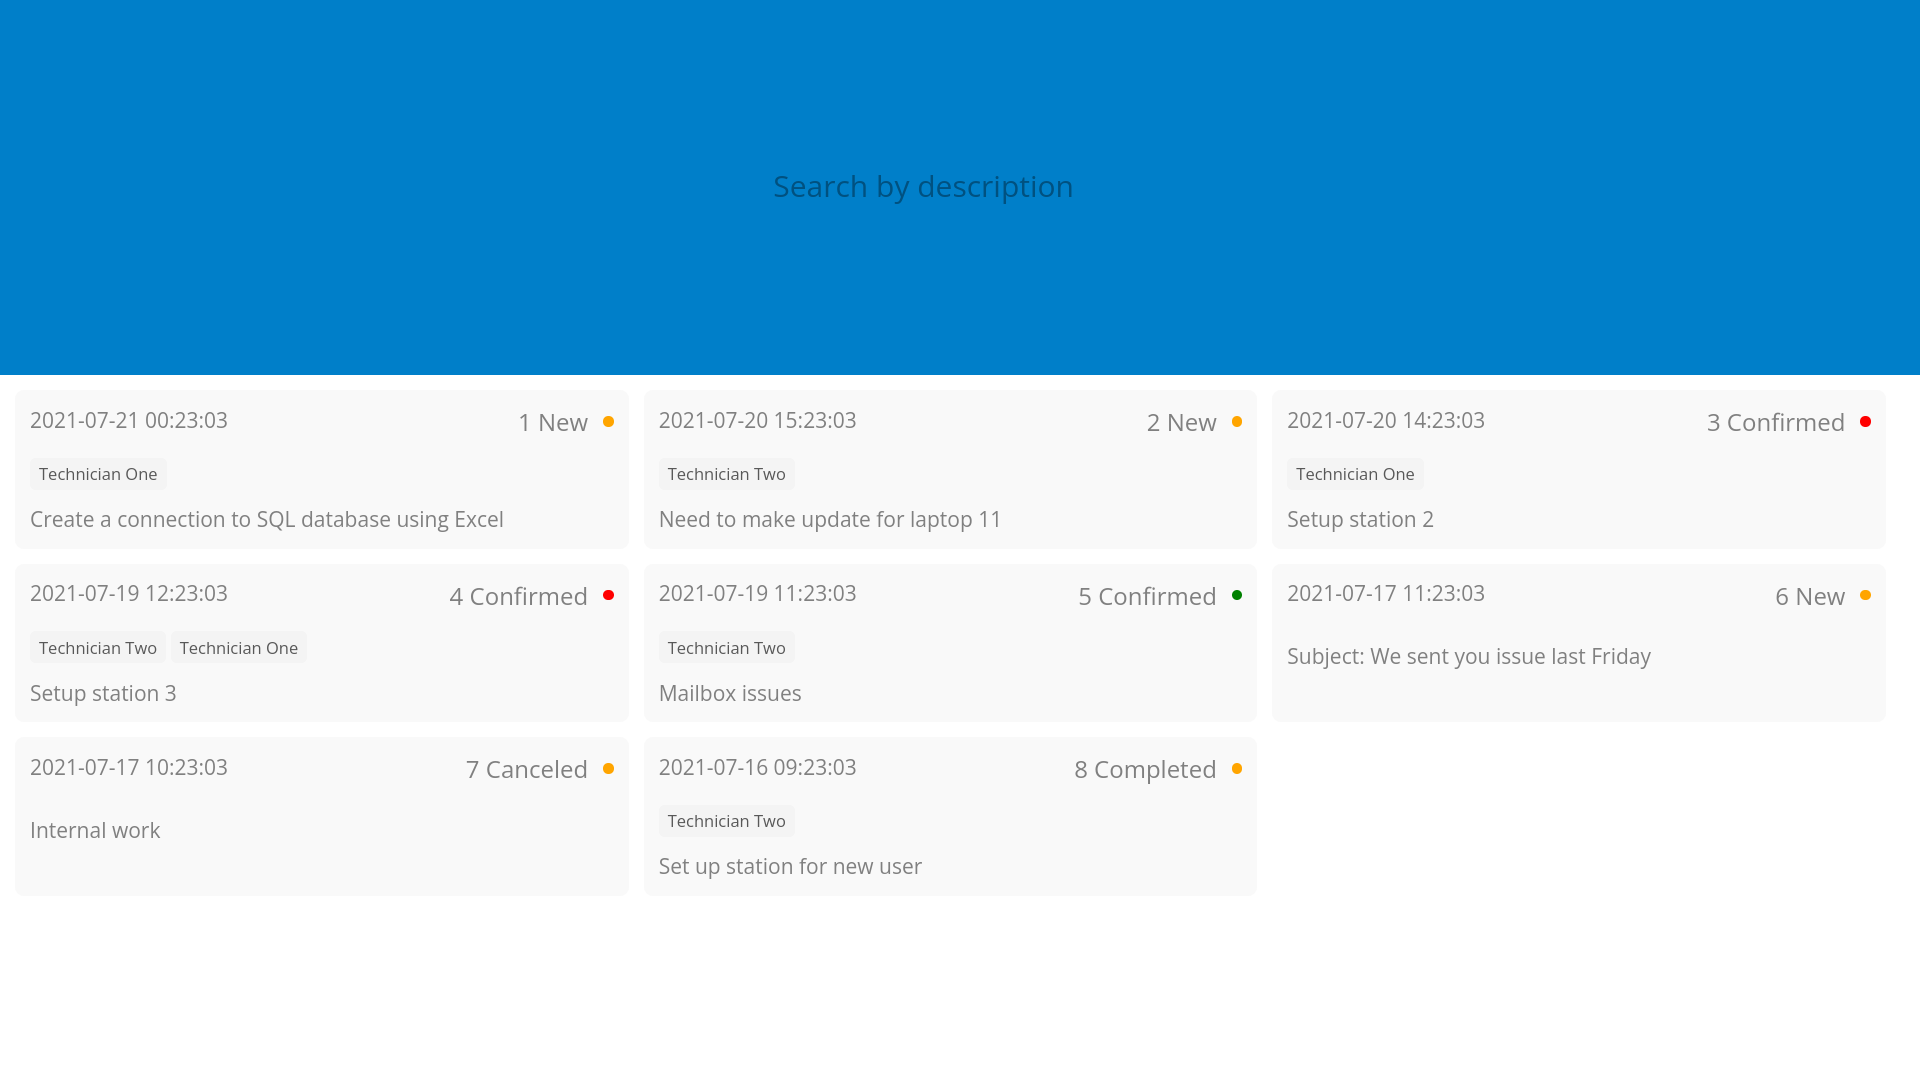 Search by description
2021-07-21 00:23:03 1 New
Technician One
Create a connection to SQL database using Excel
2021-07-20 15:23:03 2 New
Technician Two
Need to make update for laptop 11
2021-07-20 14:23:03 3 Confirmed
Technician One
Setup station 2
2021-07-19 12:23:03 4 Confirmed
Technician Two Technician One
Setup station 3
2021-07-19 11:23:03 5 Confirmed
Technician Two
Mailbox issues
2021-07-17 11:23:03 6 New
Subject: We sent you issue last Friday
2021-07-17 10:23:03 7 Canceled
Internal work
2021-07-16 09:23:03 8 Completed
Technician Two
Set up station for new user